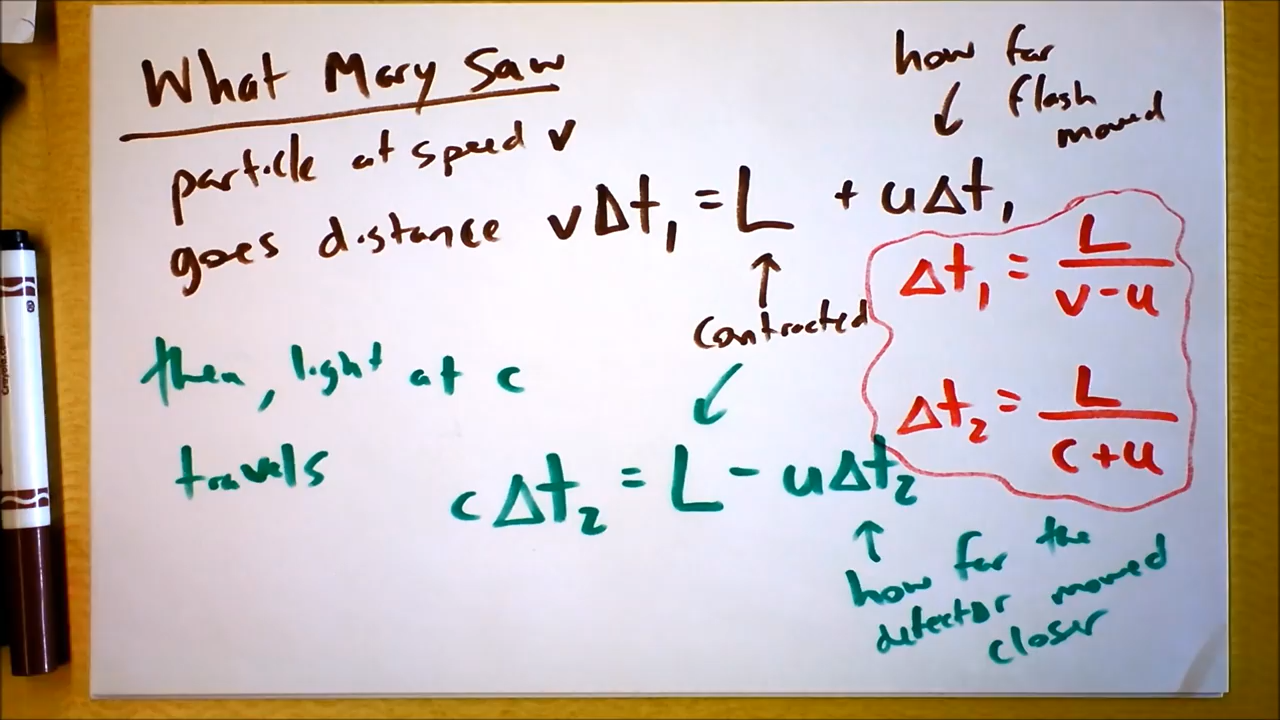 What Mary Saw
how far
flash
moved
particle at speed v
goes distance vΔt₁ = L + uΔt₁
contracted
Δt₁ = L / (v-u)
then, light at c
travels
cΔt₂ = L - uΔt₂
Δt₂ = L / (c+u)
how far the
detector moved
closer